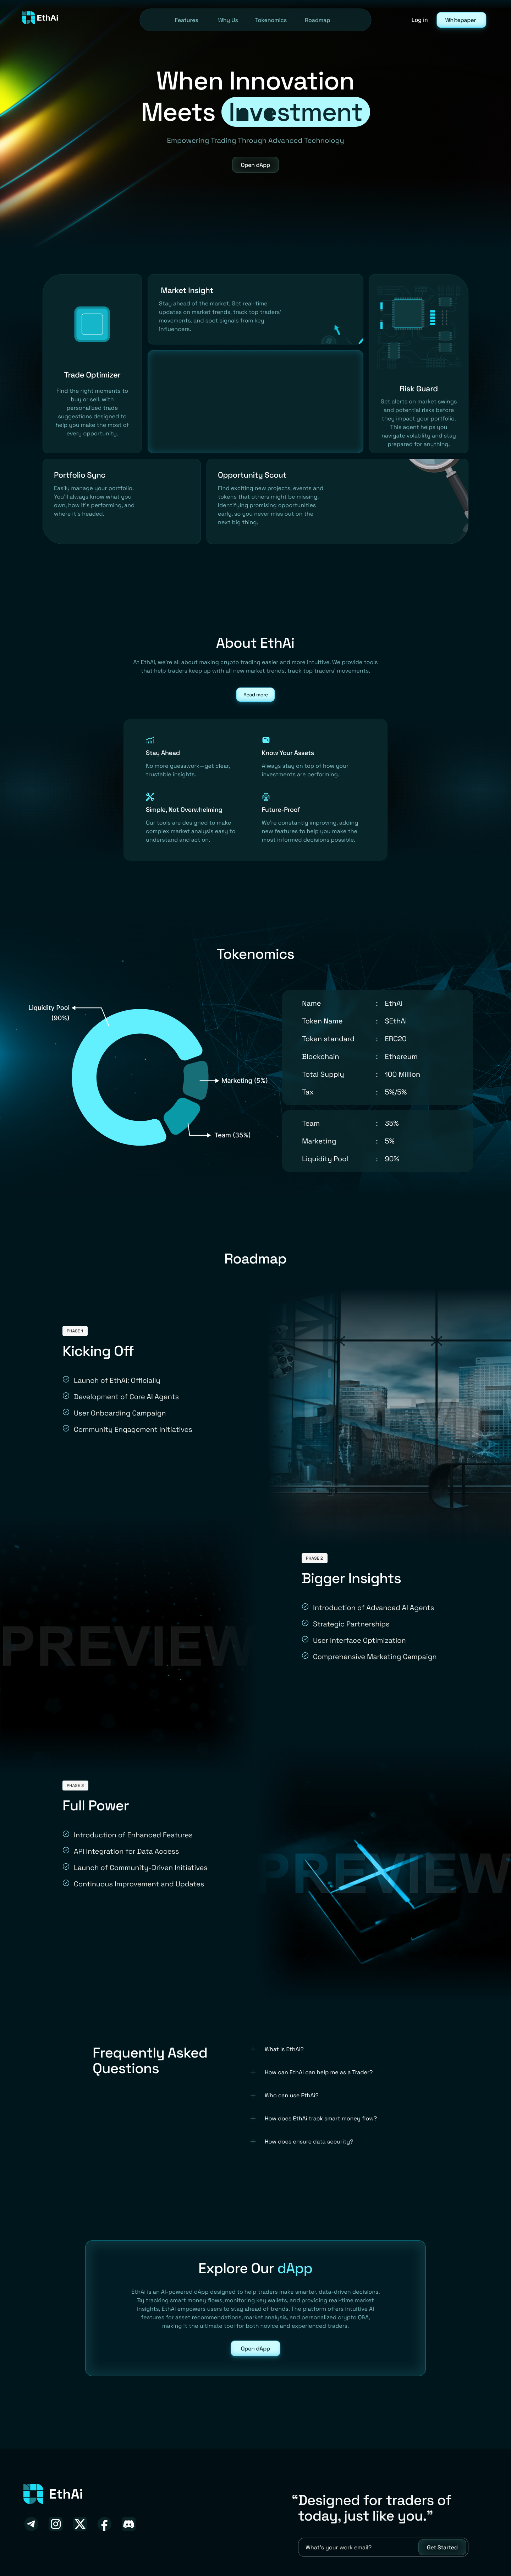 EthAi
Features
Why Us
Tokenomics
Roadmap
Log in
Whitepaper
When Innovation
Meets Investment
Empowering Trading Through Advanced Technology
Open dApp
Trade Optimizer
Find the right moments to
buy or sell, with
personalized trade
suggestions designed to
help you make the most of
every opportunity.
Market Insight
Stay ahead of the market. Get real-time
updates on market trends, track top traders'
movements, and spot signals from key
influencers.
Risk Guard
Get alerts on market swings
and potential risks before
they impact your portfolio.
This agent helps you
navigate volatility and stay
prepared for anything.
Portfolio Sync
Easily manage your portfolio.
You'll always know what you
own, how it's performing, and
where it's headed.
Opportunity Scout
Find exciting new projects, events and
tokens that others might be missing.
Identifying promising opportunities
early, so you never miss out on the
next big thing.
About EthAi
At EthAi, we're all about making crypto trading easier and more intuitive. We provide tools
that help traders keep up with all new market trends, track top traders' movements.
Read more
Stay Ahead
No more guesswork—get clear,
trustable insights.
Know Your Assets
Always stay on top of how your
investments are performing.
Simple, Not Overwhelming
Our tools are designed to make
complex market analysis easy to
understand and act on.
Future-Proof
We're constantly improving, adding
new features to help you make the
most informed decisions possible.
Tokenomics
Liquidity Pool
(90%)
Marketing (5%)
Team (35%)
Name : EthAi
Token Name : $EthAi
Token standard : ERC20
Blockchain : Ethereum
Total Supply : 100 Million
Tax : 5%/5%
Team : 35%
Marketing : 5%
Liquidity Pool : 90%
Roadmap
PHASE 1
Kicking Off
Launch of EthAi: Officially
Development of Core AI Agents
User Onboarding Campaign
Community Engagement Initiatives
PHASE 2
Bigger Insights
Introduction of Advanced AI Agents
Strategic Partnerships
User Interface Optimization
Comprehensive Marketing Campaign
PREVIEW
PHASE 3
Full Power
Introduction of Enhanced Features
API Integration for Data Access
Launch of Community-Driven Initiatives
Continuous Improvement and Updates
PREVIEW
Frequently Asked
Questions
What is EthAi?
How can EthAi can help me as a Trader?
Who can use EthAi?
How does EthAi track smart money flow?
How does ensure data security?
Explore Our dApp
EthAi is an AI-powered dApp designed to help traders make smarter, data-driven decisions.
By tracking smart money flows, monitoring key wallets, and providing real-time market
insights, EthAi empowers users to stay ahead of trends. The platform offers intuitive AI
features for asset recommendations, market analysis, and personalized crypto Q&A,
making it the ultimate tool for both novice and experienced traders.
Open dApp
EthAi
“Designed for traders of
today, just like you.”
What's your work email?
Get Started